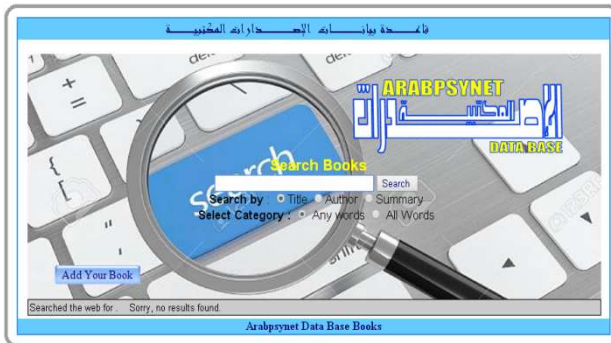 قاعدة بيانات الإصدارات المكتبية
ARABPSYNET
الإصدارات المكتبية
DATA BASE
search
Search Books
Search
Search by : Title Author Summary
Select Category : Any words All Words
Add Your Book
Searched the web for . Sorry, no results found.
Arabpsynet Data Base Books